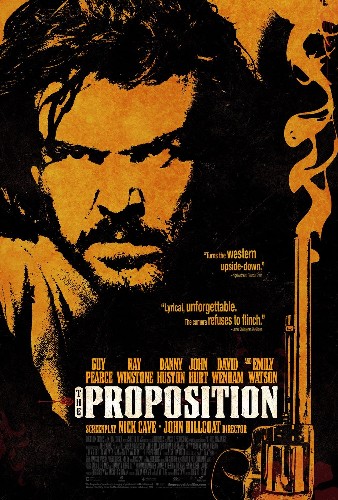 "Turns the western
upside-down."
"Lyrical, unforgettable.
The camera refuses to flinch."
GUY PEARCE RAY WINSTONE DANNY HUSTON JOHN HURT DAVID WENHAM AND EMILY WATSON
THE PROPOSITION
SCREENPLAY NICK CAVE · JOHN HILLCOAT DIRECTOR